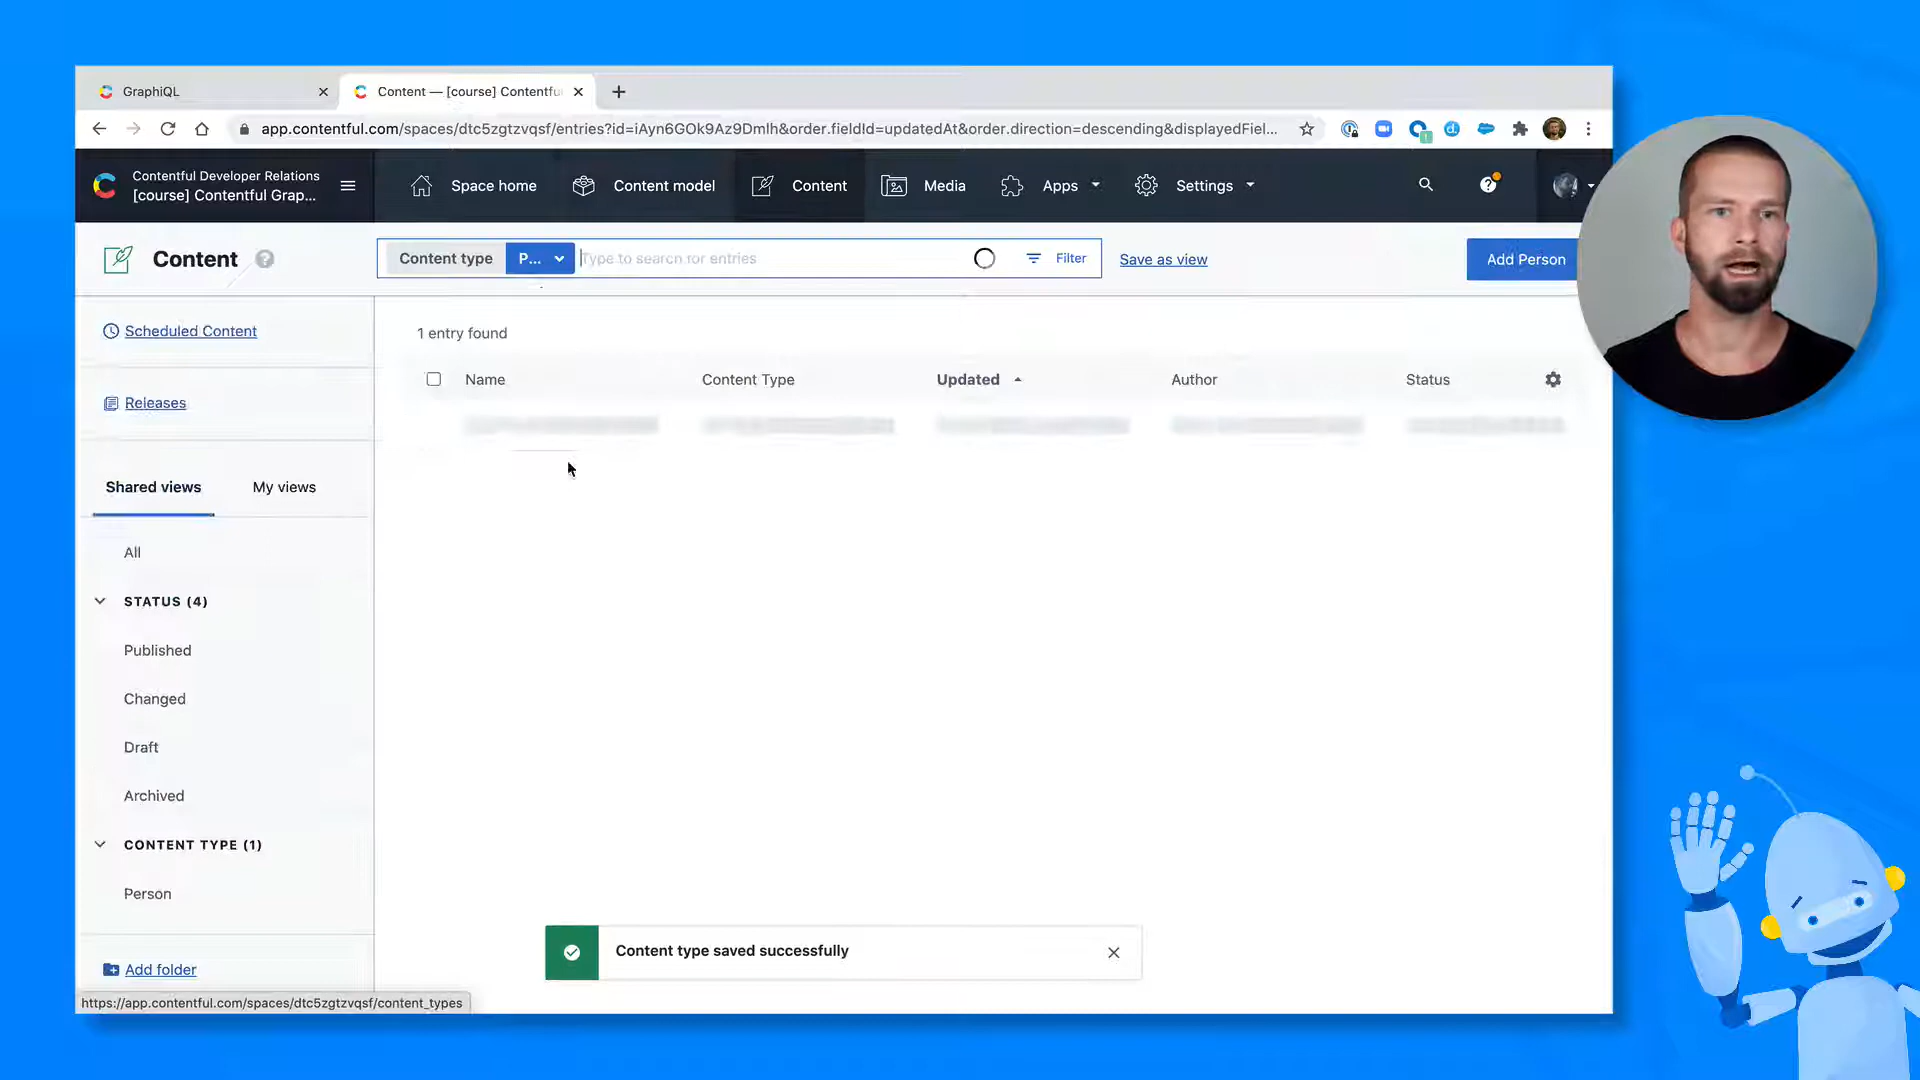 GraphiQL
Content — [course] Contentfu
app.contentful.com/spaces/dtc5zgtzvqsf/entries?id=iAyn6GOk9Az9Dmlh&order.fieldId=updatedAt&order.direction=descending&displayedFiel...
Contentful Developer Relations
[course] Contentful Grap...
Space home
Content model
Content
Media
Apps
Settings
Content
Content type
P...
Type to search for entries
Filter
Save as view
Add Person
Scheduled Content
Releases
Shared views
My views
All
STATUS (4)
Published
Changed
Draft
Archived
CONTENT TYPE (1)
Person
Add folder
1 entry found
Name
Content Type
Updated
Author
Status
Content type saved successfully
https://app.contentful.com/spaces/dtc5zgtzvqsf/content_types